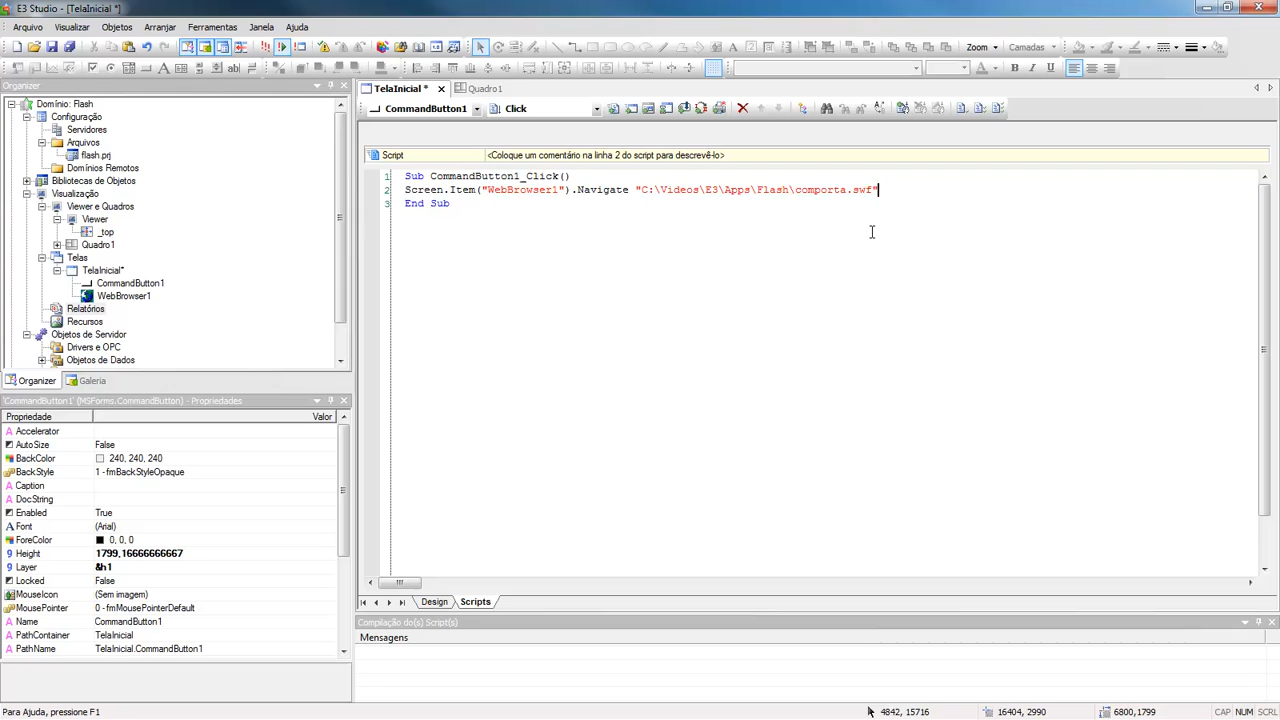 E3 Studio - [TelaInicial *]
Arquivo Visualizar Objetos Arranjar Ferramentas Janela Ajuda
Zoom Camadas
Organizer
TelaInicial * Quadro1
CommandButton1 Click
Domínio: Flash
Configuração
Servidores
Arquivos
flash.prj
Domínios Remotos
Bibliotecas de Objetos
Visualização
Viewer e Quadros
Viewer
_top
Quadro1
Telas
TelaInicial*
CommandButton1
WebBrowser1
Relatórios
Recursos
Objetos de Servidor
Drivers e OPC
Objetos de Dados
Organizer Galeria
Script <Coloque um comentário na linha 2 do script para descrevê-lo>
1 Sub CommandButton1_Click()
2 Screen.Item("WebBrowser1").Navigate "C:\Videos\E3\Apps\Flash\comporta.swf"
3 End Sub
'CommandButton1' (MSForms.CommandButton) - Propriedades
Propriedade Valor
Accelerator
AutoSize False
BackColor 240, 240, 240
BackStyle 1 - fmBackStyleOpaque
Caption
DocString
Enabled True
Font (Arial)
ForeColor 0, 0, 0
Height 1799,16666666667
Layer &h1
Locked False
MouseIcon (Sem imagem)
MousePointer 0 - fmMousePointerDefault
Name CommandButton1
PathContainer TelaInicial
PathName TelaInicial.CommandButton1
Design Scripts
Compilação do(s) Script(s)
Mensagens
Para Ajuda, pressione F1 4842, 15716 16404, 2990 6800,1799 CAP NUM SCRL